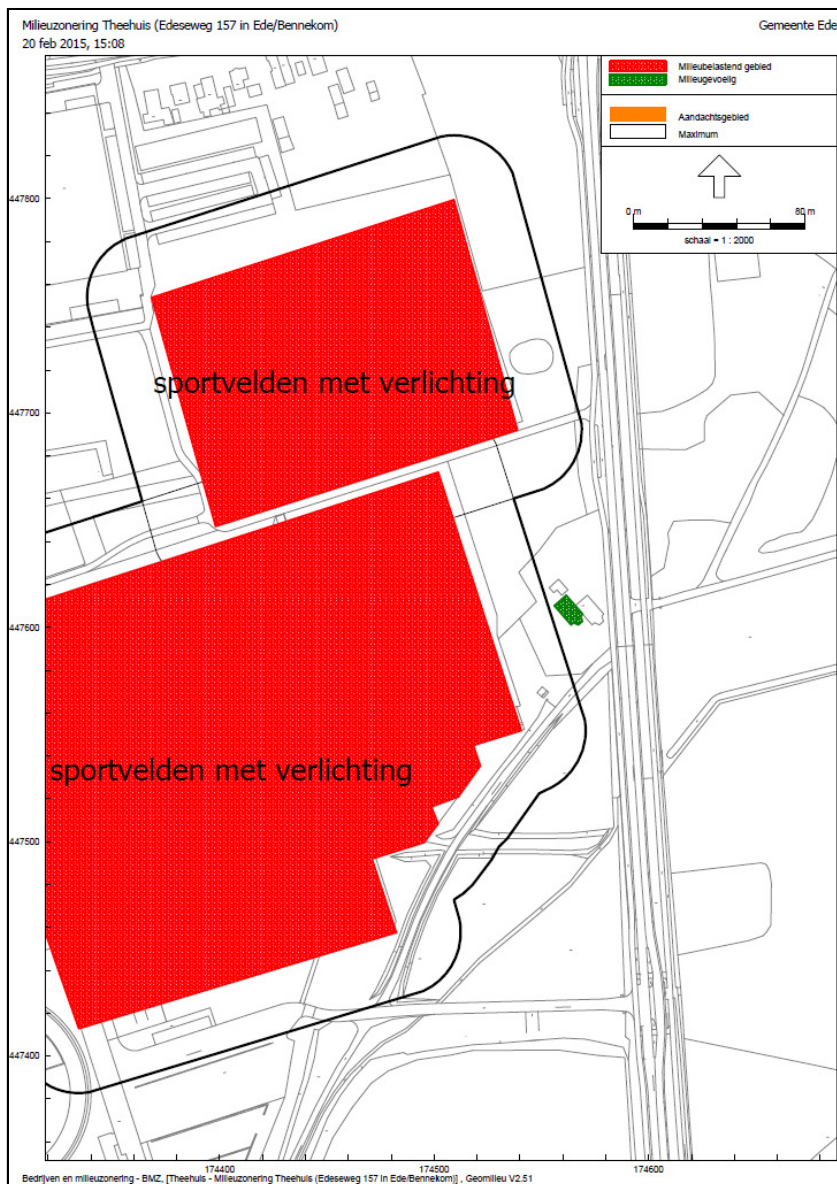 Milieuzonering Theehuis (Edeseweg 157 in Ede/Bennekom)
Gemeente Ede
20 feb 2015, 15:08
Milieubelastend gebied
Milieugevoelig
Aandachtsgebied
Maximum
0 m
80 m
schaal = 1 : 2000
447800
sportvelden met verlichting
447700
447600
sportvelden met verlichting
447500
447400
174400
174500
174600
Bedrijven en milieuzonering - BMZ, [Theehuis - Milieuzonering Theehuis (Edeseweg 157 in Ede/Bennekom)] , Geomilieu V2.51